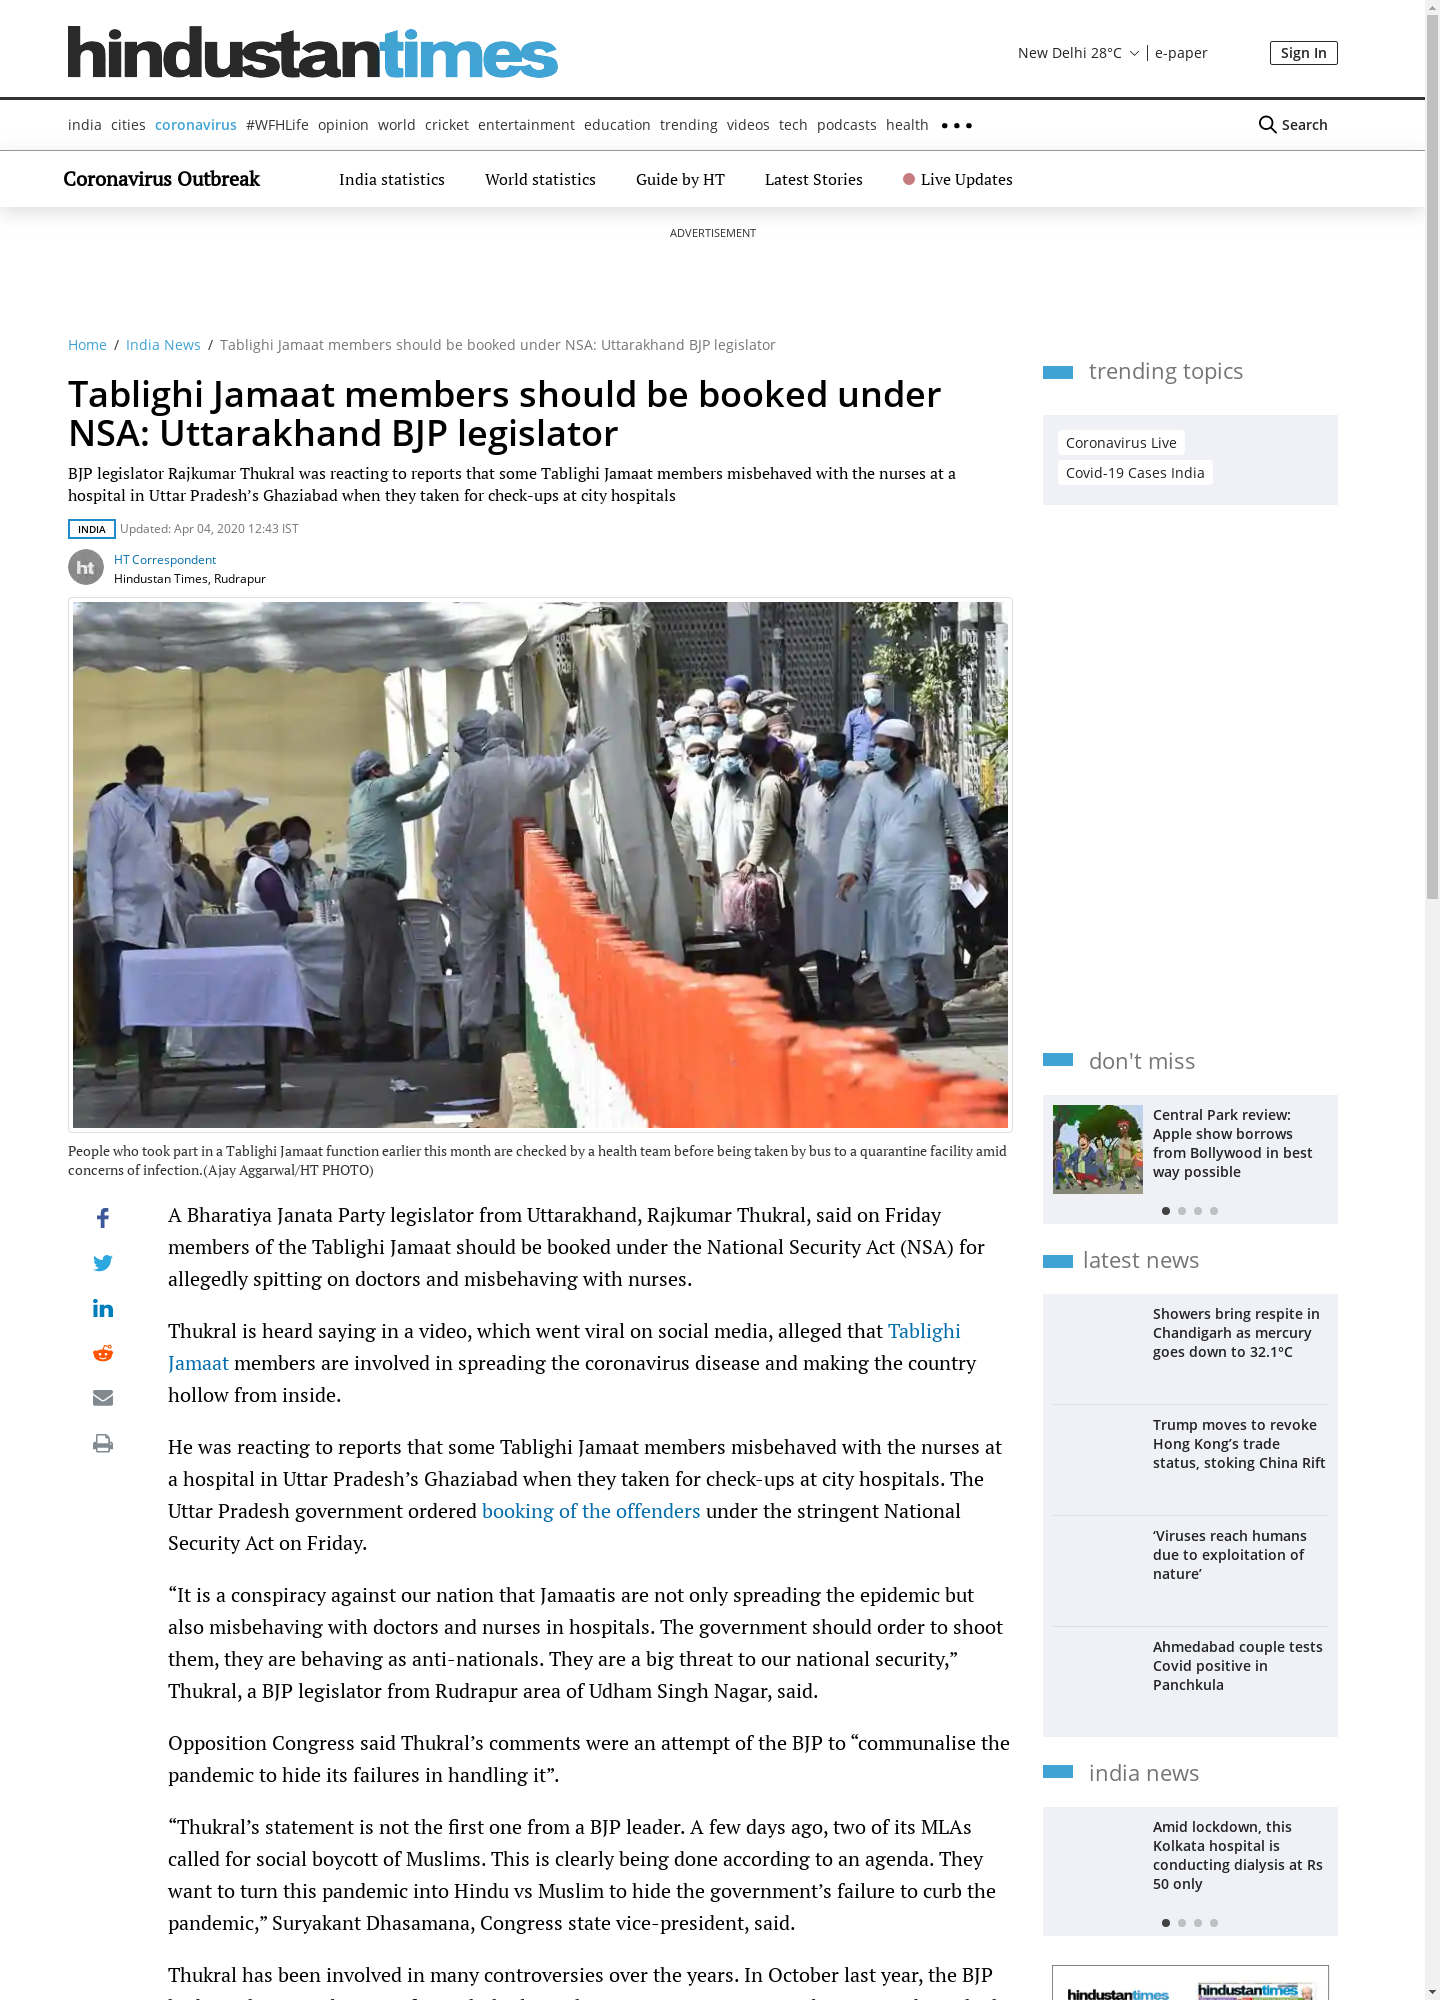 hindustantimes
New Delhi 28°C
e-paper
Sign In
india cities coronavirus #WFHLife opinion world cricket entertainment education trending videos tech podcasts health
Search
Coronavirus Outbreak
India statistics
World statistics
Guide by HT
Latest Stories
Live Updates
ADVERTISEMENT
Home / India News / Tablighi Jamaat members should be booked under NSA: Uttarakhand BJP legislator
Tablighi Jamaat members should be booked under
NSA: Uttarakhand BJP legislator
BJP legislator Rajkumar Thukral was reacting to reports that some Tablighi Jamaat members misbehaved with the nurses at a
hospital in Uttar Pradesh’s Ghaziabad when they taken for check-ups at city hospitals
INDIA Updated: Apr 04, 2020 12:43 IST
ht
HT Correspondent
Hindustan Times, Rudrapur
People who took part in a Tablighi Jamaat function earlier this month are checked by a health team before being taken by bus to a quarantine facility amid
concerns of infection.(Ajay Aggarwal/HT PHOTO)
A Bharatiya Janata Party legislator from Uttarakhand, Rajkumar Thukral, said on Friday
members of the Tablighi Jamaat should be booked under the National Security Act (NSA) for
allegedly spitting on doctors and misbehaving with nurses.
Thukral is heard saying in a video, which went viral on social media, alleged that Tablighi
Jamaat members are involved in spreading the coronavirus disease and making the country
hollow from inside.
He was reacting to reports that some Tablighi Jamaat members misbehaved with the nurses at
a hospital in Uttar Pradesh’s Ghaziabad when they taken for check-ups at city hospitals. The
Uttar Pradesh government ordered booking of the offenders under the stringent National
Security Act on Friday.
“It is a conspiracy against our nation that Jamaatis are not only spreading the epidemic but
also misbehaving with doctors and nurses in hospitals. The government should order to shoot
them, they are behaving as anti-nationals. They are a big threat to our national security,”
Thukral, a BJP legislator from Rudrapur area of Udham Singh Nagar, said.
Opposition Congress said Thukral’s comments were an attempt of the BJP to “communalise the
pandemic to hide its failures in handling it”.
“Thukral’s statement is not the first one from a BJP leader. A few days ago, two of its MLAs
called for social boycott of Muslims. This is clearly being done according to an agenda. They
want to turn this pandemic into Hindu vs Muslim to hide the government’s failure to curb the
pandemic,” Suryakant Dhasamana, Congress state vice-president, said.
Thukral has been involved in many controversies over the years. In October last year, the BJP
trending topics
Coronavirus Live
Covid-19 Cases India
don't miss
Central Park review:
Apple show borrows
from Bollywood in best
way possible
latest news
Showers bring respite in
Chandigarh as mercury
goes down to 32.1°C
Trump moves to revoke
Hong Kong’s trade
status, stoking China Rift
‘Viruses reach humans
due to exploitation of
nature’
Ahmedabad couple tests
Covid positive in
Panchkula
india news
Amid lockdown, this
Kolkata hospital is
conducting dialysis at Rs
50 only
hindustantimes
hindustantimes